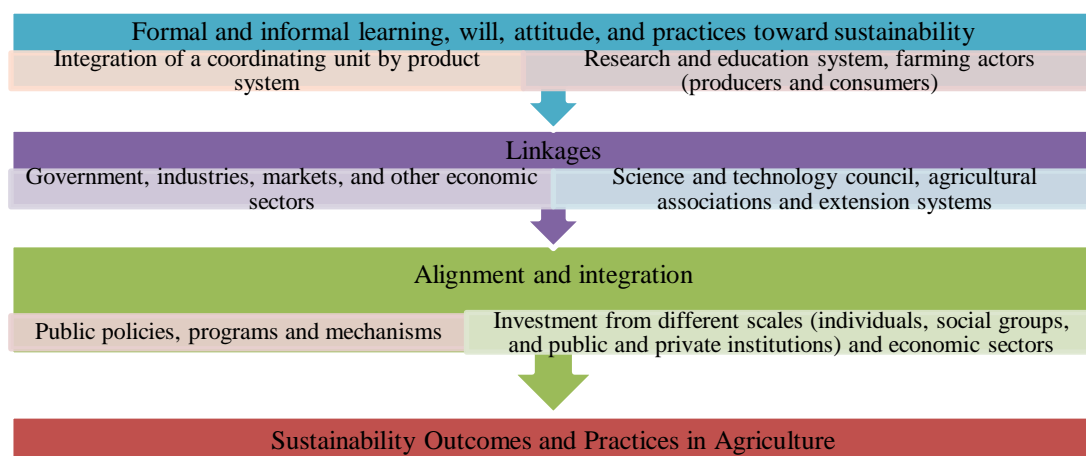 Formal and informal learning, will, attitude, and practices toward sustainability
Integration of a coordinating unit by product
system
Research and education system, farming actors
(producers and consumers)
Linkages
Government, industries, markets, and other economic
sectors
Science and technology council, agricultural
associations and extension systems
Alignment and integration
Public policies, programs and mechanisms
Investment from different scales (individuals, social groups,
and public and private institutions) and economic sectors
Sustainability Outcomes and Practices in Agriculture